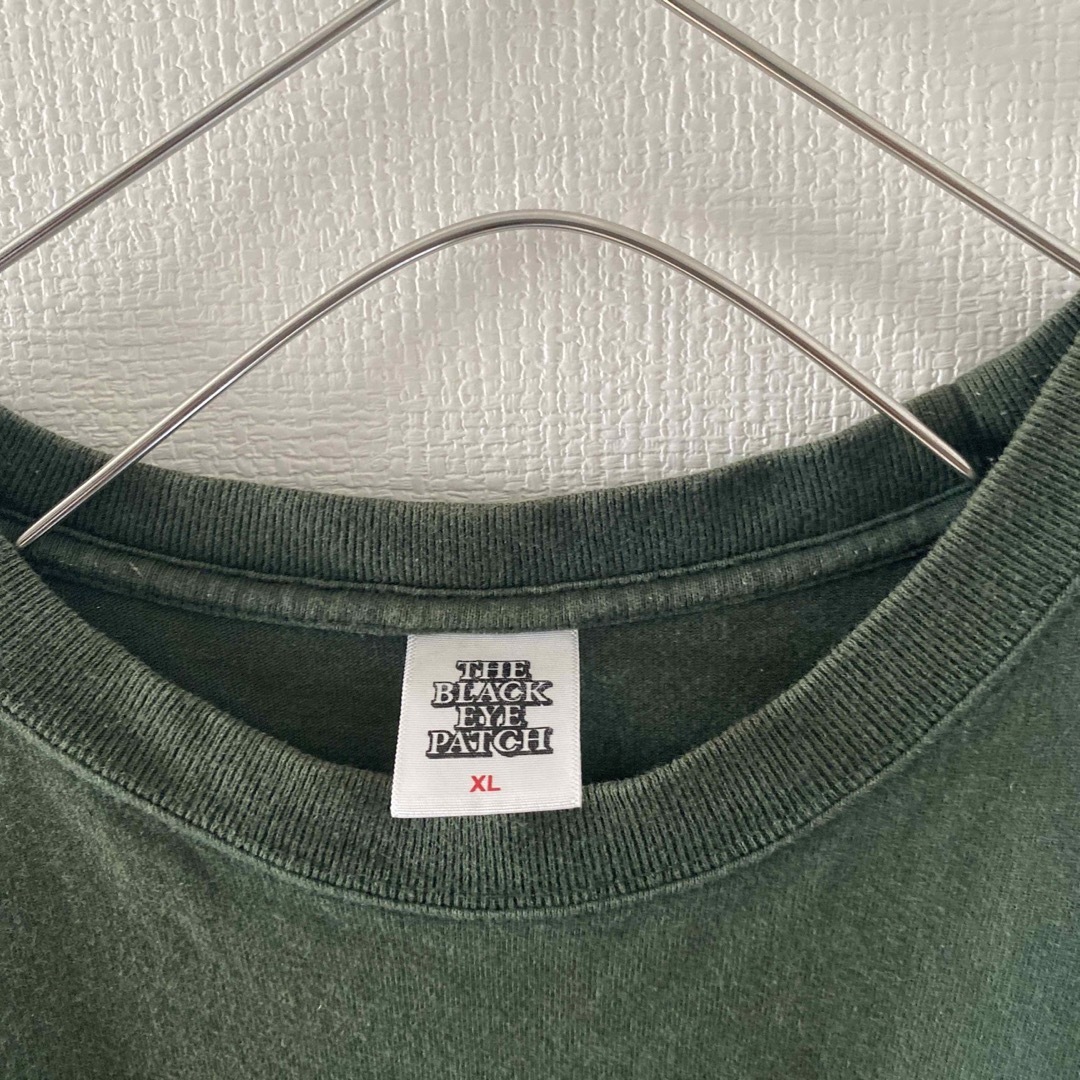 THE
BLACK
EYE
PATCH
XL